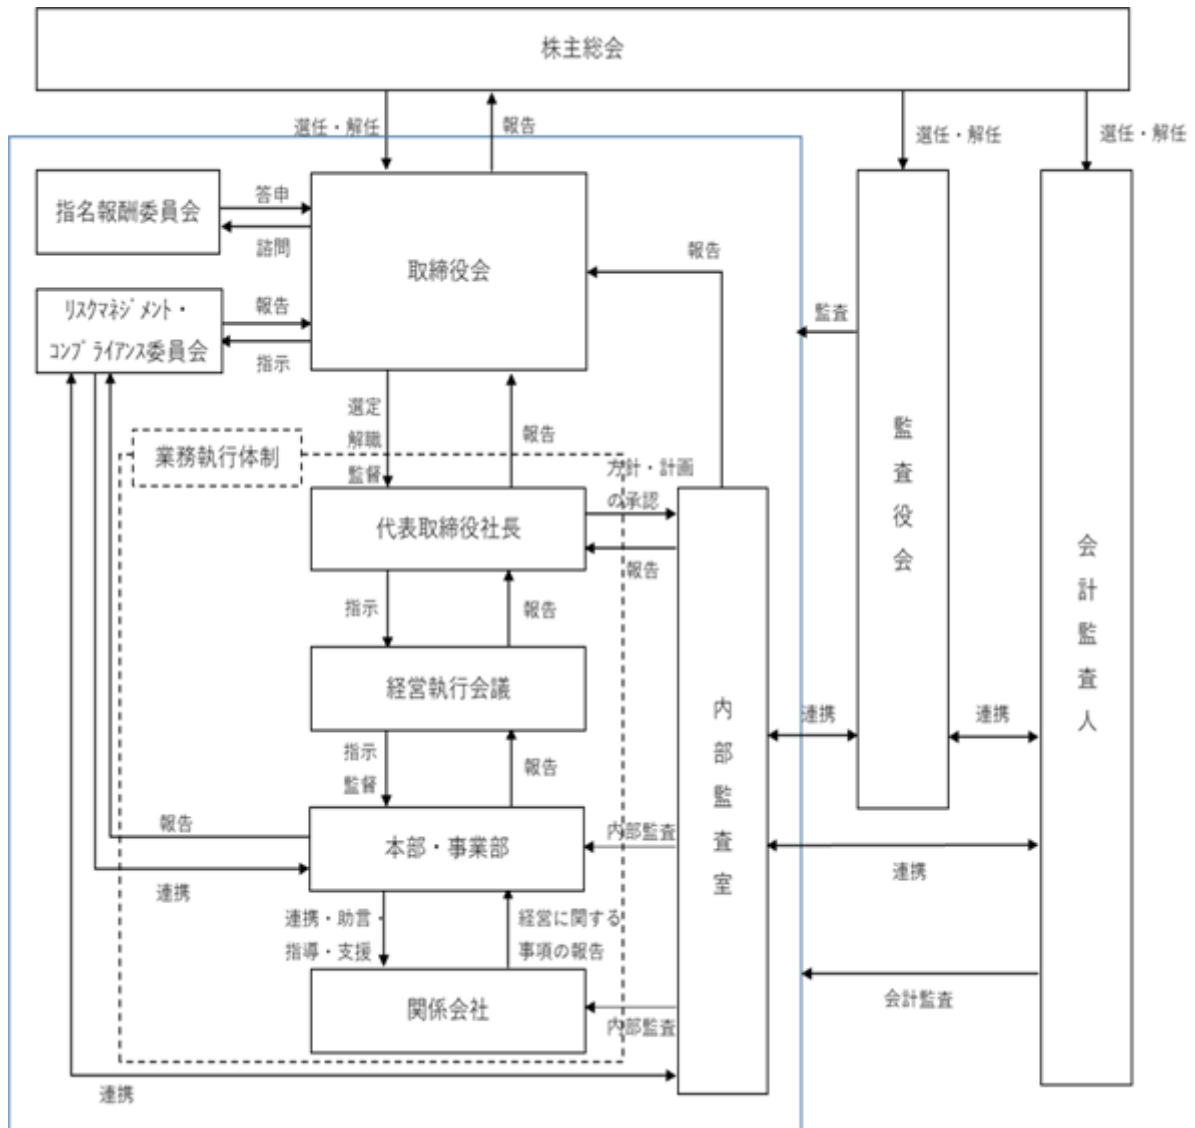 株主総会
選任・解任
報告
選任・解任
選任・解任
指名報酬委員会
答申
諮問
取締役会
報告
リスクマネジメント・
コンプライアンス委員会
報告
指示
監査
選定
解職
監督
報告
業務執行体制
方針・計画
の承認
代表取締役社長
報告
監査役会
会計監査人
指示
報告
経営執行会議
内部監査室
連携
連携
指示
監督
報告
報告
本部・事業部
内部監査
連携
連携
連携・助言・
指導・支援
経営に関する
事項の報告
会計監査
関係会社
内部監査
連携